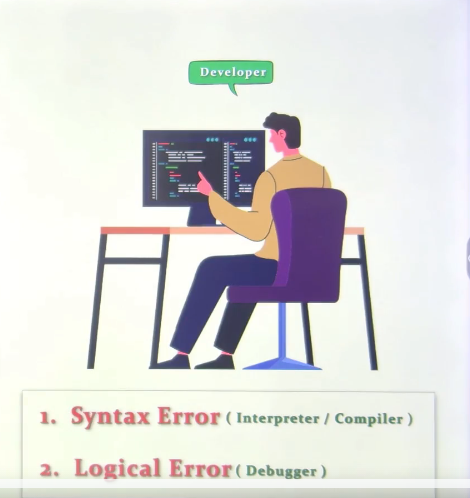 Developer
1. Syntax Error ( Interpreter / Compiler )
2. Logical Error ( Debugger )